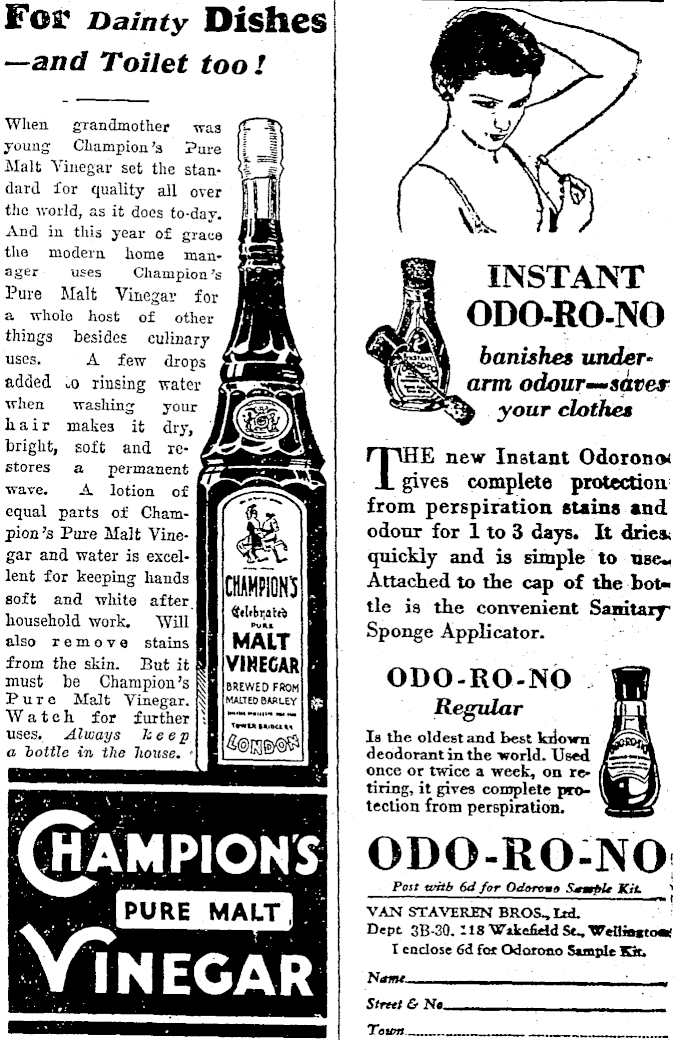 For Dainty Dishes
—and Toilet too!
When grandmother was
young Champion's Pure
Malt Vinegar set the stan-
dard for quality all over
the world, as it does to-day.
And in this year of grace
the modern home man-
ager uses Champion's
Pure Malt Vinegar for
a whole host of other
things besides culinary
uses. A few drops
added to rinsing water
when washing your
hair makes it dry,
bright, soft and re-
stores a permanent
wave. A lotion of
equal parts of Cham-
pion's Pure Malt Vine-
gar and water is excel-
lent for keeping hands
soft and white after
household work. Will
also remove stains
from the skin. But it
must be Champion's
Pure Malt Vinegar.
Watch for further
uses. Always keep
a bottle in the house.
CHAMPION'S
Celebrated
PURE
MALT
VINEGAR
BREWED FROM
MALTED BARLEY
TOWER BRIDGE
LONDON
CHAMPION'S
PURE MALT
VINEGAR
INSTANT
ODO-RO-NO
banishes under-
arm odour—saves
your clothes
INSTANT
ODORONO
THE new Instant Odorono
gives complete protection
from perspiration stains and
odour for 1 to 3 days. It dries
quickly and is simple to use.
Attached to the cap of the bot-
tle is the convenient Sanitary
Sponge Applicator.
ODO-RO-NO
Regular
Is the oldest and best known
deodorant in the world. Used
once or twice a week, on re-
tiring, it gives complete pro-
tection from perspiration.
ODORONO
ODO-RO-NO
Post with 6d for Odorono Sample Kit.
VAN STAVEREN BROS., Ltd.
Dept 3B-30. 118 Wakefield St., Wellington
I enclose 6d for Odorono Sample Kit.
Name
Street & No
Town